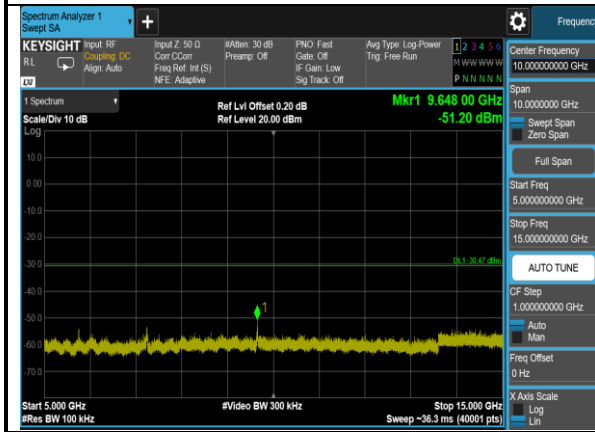 Spectrum Analyzer 1
Swept SA
+
Frequency
KEYSIGHT
RL
LXI
Input: RF
Coupling: DC
Align: Auto
Input Z: 50 Ω
Corr CCorr
Freq Ref: Int (S)
NFE: Adaptive
#Atten: 30 dB
Preamp: Off
PNO: Fast
Gate: Off
IF Gain: Low
Sig Track: Off
Avg Type: Log-Power
Trig: Free Run
1 2 3 4 5 6
M W W W W W
P N N N N N
1 Spectrum
Scale/Div 10 dB
Log
Ref Lvl Offset 0.20 dB
Ref Level 20.00 dBm
Mkr1 9.648 00 GHz
-51.20 dBm
10.0
0.00
-10.0
-20.0
-30.0
-40.0
-50.0
-60.0
-70.0
DL1 -30.47 dBm
1
Start 5.000 GHz
#Res BW 100 kHz
#Video BW 300 kHz
Stop 15.000 GHz
Sweep ~36.3 ms (40001 pts)
Center Frequency
10.000000000 GHz
Span
10.0000000 GHz
Swept Span
Zero Span
Full Span
Start Freq
5.000000000 GHz
Stop Freq
15.000000000 GHz
AUTO TUNE
CF Step
1.000000000 GHz
Auto
Man
Freq Offset
0 Hz
X Axis Scale
Log
Lin